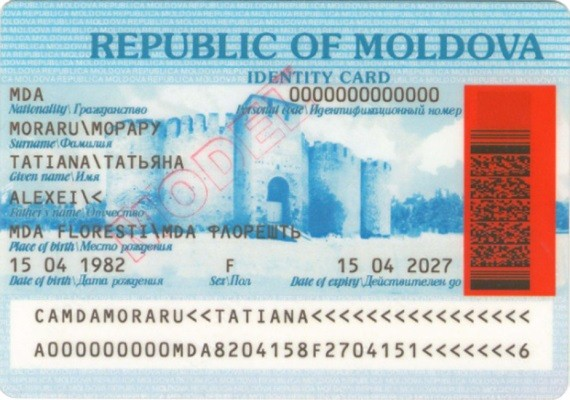 REPUBLIC OF MOLDOVA
IDENTITY CARD
MDA 0000000000000
Nationality\Гражданство Personal code\Идентификационный номер
MORARU\МОРАРУ
Surname\Фамилия
TATIANA\ТАТЬЯНА
Given name\Имя
ALEXEI\<
Father's name\Отчество
MDA FLORESTI\MDA ФЛОРЕШТЬ
Place of birth\Место рождения
15 04 1982 F 15 04 2027
Date of birth\Дата рождения Sex\Пол Date of expiry\Действителен до
MODEL
CAMDAMORARU<<TATIANA<<<<<<<<<<<<<<<<
A000000000MDA8204158F2704151<<<<<<<6